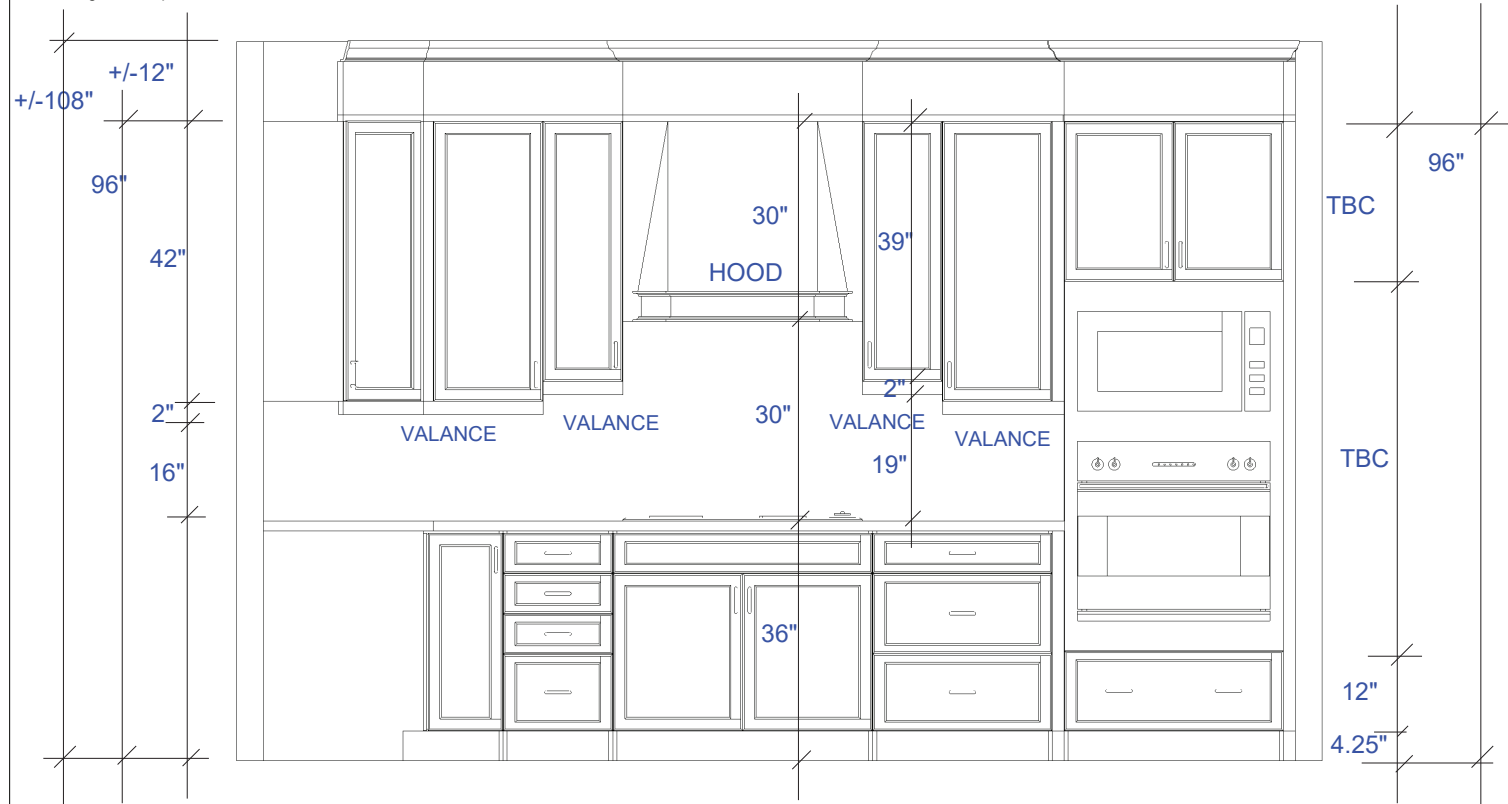 +/-12"
+/-108"
96"
96"
TBC
30"
39"
42"
HOOD
2"
2"
30"
VALANCE
VALANCE
VALANCE
VALANCE
16"
19"
TBC
36"
12"
4.25"